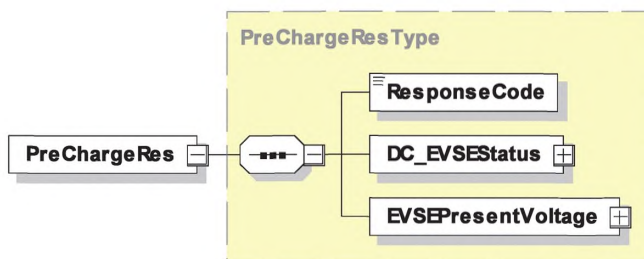 PreChargeResType
ResponseCode
PreChargeRes
DC_EVSEStatus
EVSEPresentVoltage